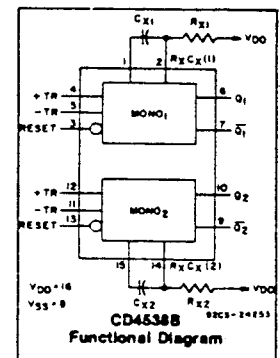 CX1 RX1
VDD
1 2 RXCX(1)
+TR 4
-TR 5
RESET 3
MONO1
6 Q1
7 Q1
+TR 12
-TR 11
RESET 13
MONO2
10 Q2
9 Q2
15 14 RXCX(2)
VDD
CX2 RX2
VDD=16
VSS=8
92CS-24253
CD4538B
Functional Diagram